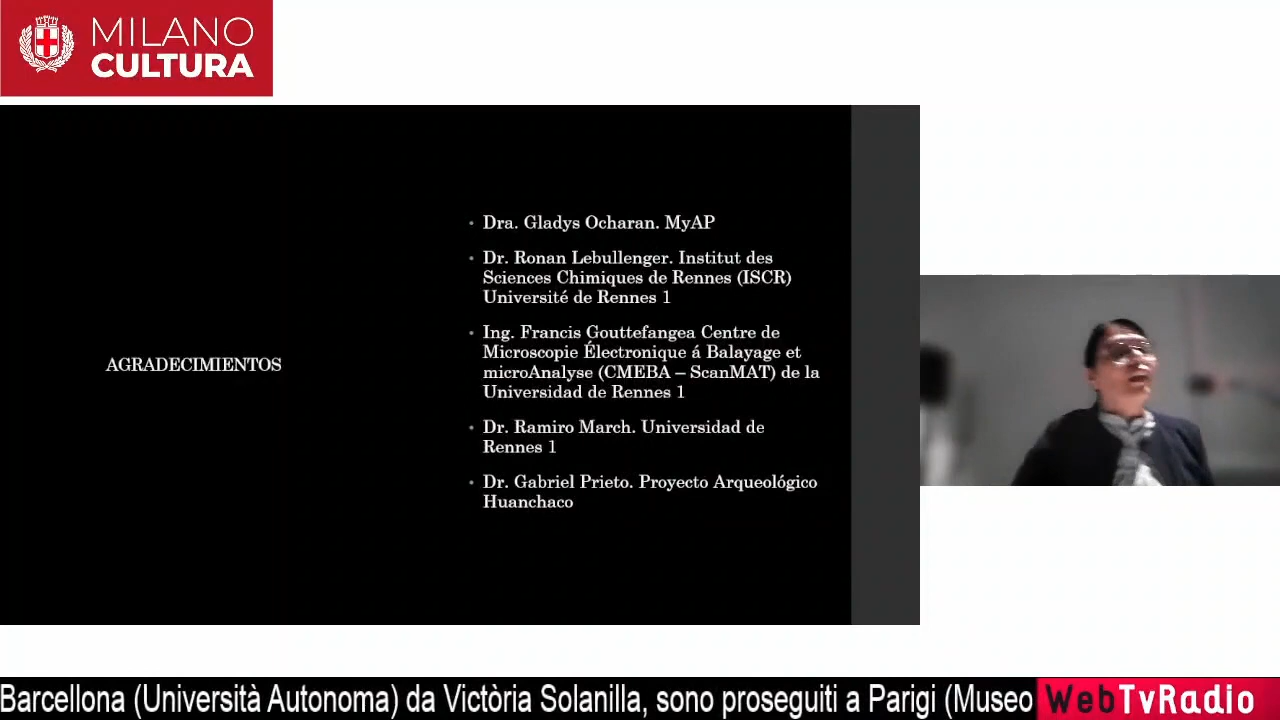 MILANO
CULTURA
AGRADECIMIENTOS
• Dra. Gladys Ocharan. MyAP
• Dr. Ronan Lebullenger. Institut des
Sciences Chimiques de Rennes (ISCR)
Université de Rennes 1
• Ing. Francis Gouttefangea Centre de
Microscopie Électronique á Balayage et
microAnalyse (CMEBA – ScanMAT) de la
Universidad de Rennes 1
• Dr. Ramiro March. Universidad de
Rennes 1
• Dr. Gabriel Prieto. Proyecto Arqueológico
Huanchaco
Barcellona (Università Autonoma) da Victòria Solanilla, sono proseguiti a Parigi (Museo
WebTvRadio